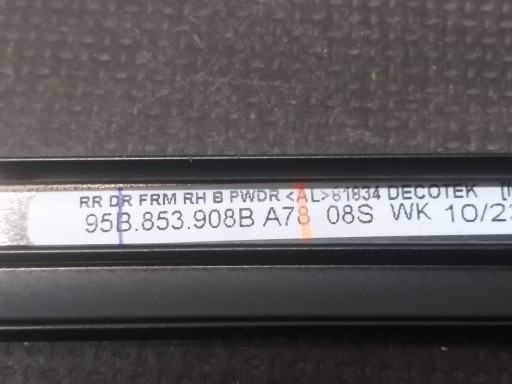 RR DR FRM RH B PWDR <AL>81834 DECOTEK
95B.853.908B A78 08S WK 10/23